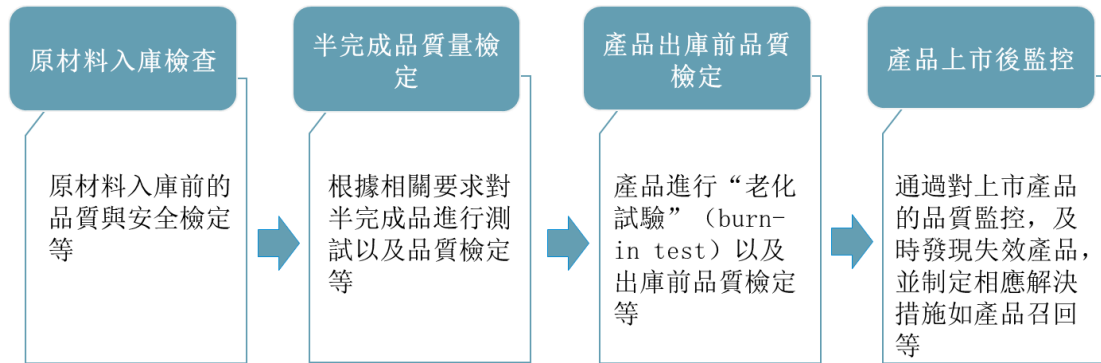 原材料入庫檢查
半完成品質量檢
定
產品出庫前品質
檢定
產品上市後監控
原材料入庫前的
品質與安全檢定
等
根據相關要求對
半完成品進行測
試以及品質檢定
等
產品進行“老化
試驗”（burn-
in test）以及
出庫前品質檢定
等
通過對上市產品
的品質監控，及
時發現失效產品，
並制定相應解決
措施如產品召回
等